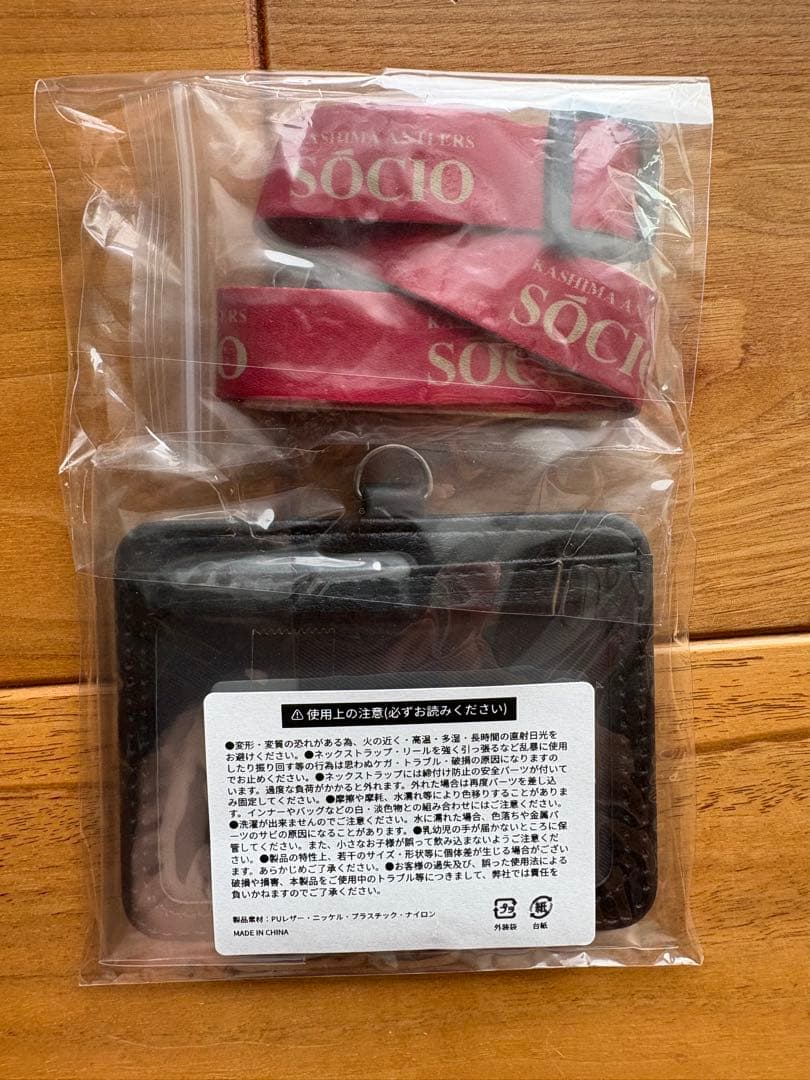 KASHIMA ANTLERS
SÓCIO
KASHIMA AN
SÓCIO
ERS
O
SÓC
⚠使用上の注意(必ずお読みください)
●変形・変質の恐れがある為、火の近く・高温・多湿・長時間の直射日光を
お避けください。●ネックストラップ・リールを強く引っ張るなど乱暴に使用
したり振り回す等の行為は思わぬケガ・トラブル・破損の原因になりますの
でお止めください。●ネックストラップには締付け防止の安全パーツが付いて
います。過度な負荷がかかると外れます。外れた場合は再度パーツを差し込
み固定してください。●摩擦や摩耗、水濡れ等により色移りすることがありま
す。インナーやバッグなどの白・淡色物との組み合わせにはご注意ください。
●洗濯が出来ませんのでご注意ください。水に濡れた場合、色落ちや金属パ
ーツのサビの原因になることがあります。●乳幼児の手が届かないところに保
管してください。また、小さなお子様が誤って飲み込まないようご注意くだ
さい。●製品の特性上、若干のサイズ・形状等に個体差が生じる場合がござい
ます。あらかじめご了承ください。●お客様の過失及び、誤った使用法による
破損や損害、本製品をご使用中のトラブル等につきまして、弊社では責任を
負いかねますのでご了承ください。
製品素材：PUレザー・ニッケル・プラスチック・ナイロン
MADE IN CHINA
プラ
外装袋
紙
台紙